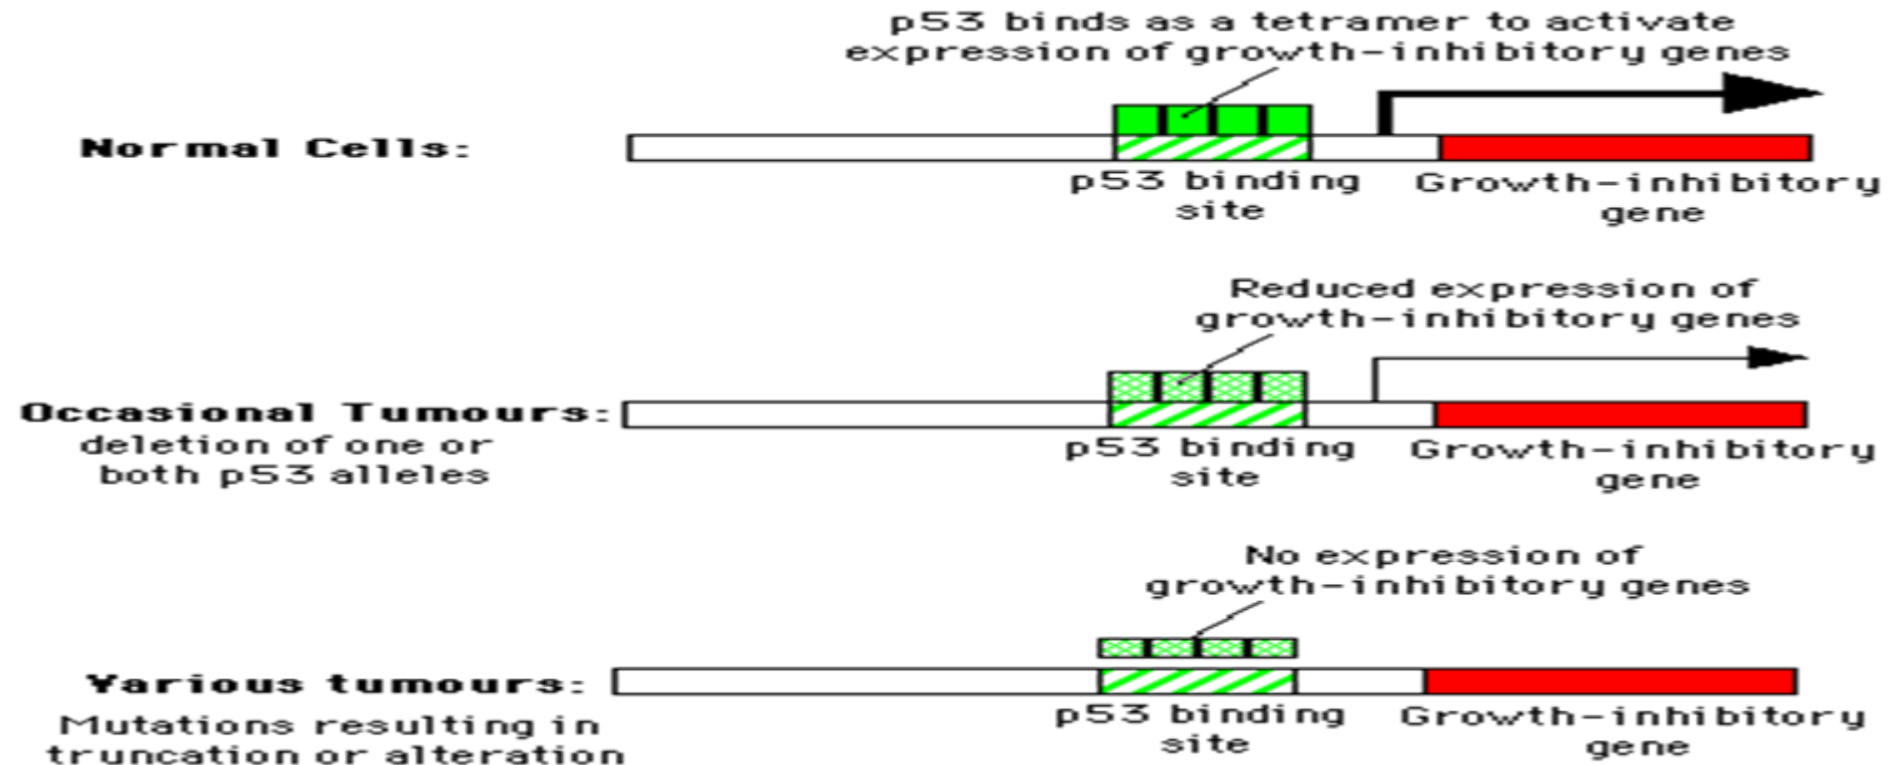 p53 binds as a tetramer to activate
expression of growth-inhibitory genes
Normal Cells:
p53 binding
site
Growth-inhibitory
gene
Reduced expression of
growth-inhibitory genes
Occasional Tumours:
deletion of one or
both p53 alleles
p53 binding
site
Growth-inhibitory
gene
No expression of
growth-inhibitory genes
Various tumours:
Mutations resulting in
truncation or alteration
p53 binding
site
Growth-inhibitory
gene